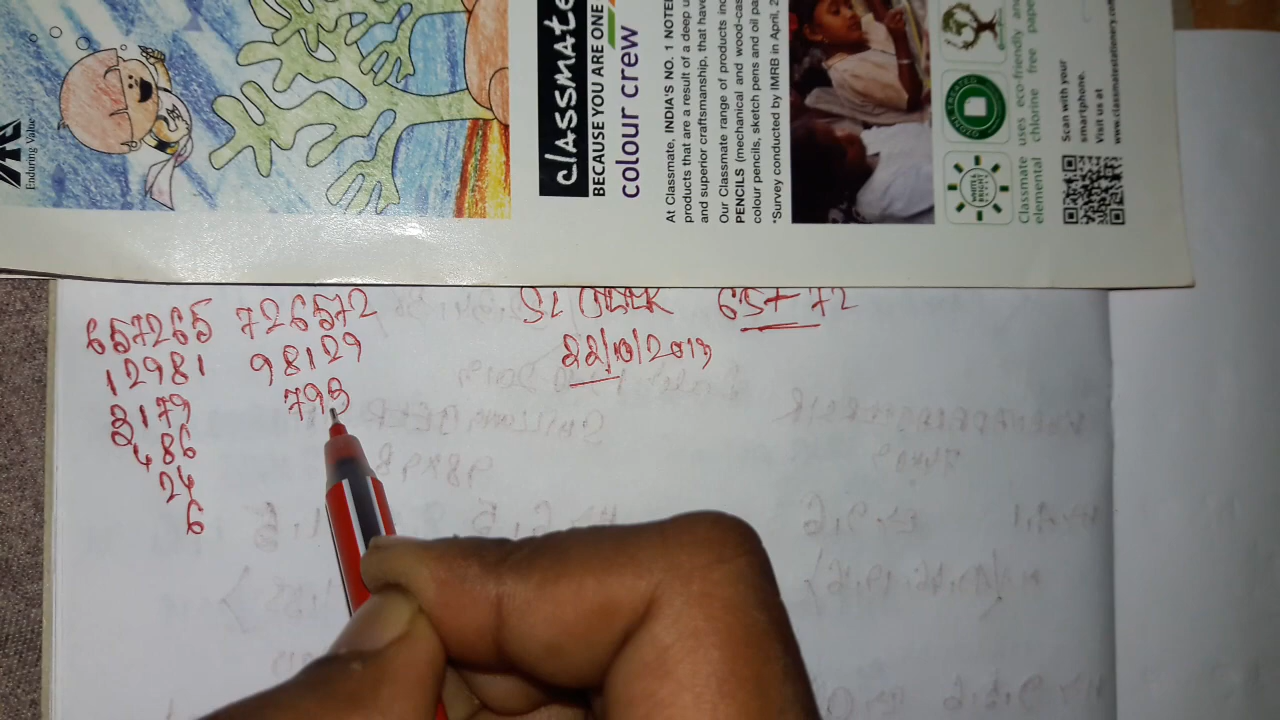 Enduring Value
classmate
BECAUSE YOU ARE ONE
colour crew
At Classmate, INDIA'S NO. 1 NOTE
products that are a result of a deep u
and superior craftsmanship, that have
Our Classmate range of products inc
PENCILS (mechanical and wood-cas
colour pencils, sketch pens and oil pa
*Survey conducted by IMRB in April, 2
Classmate uses eco-friendly and
elemental chlorine free pape
Scan with your
smartphone.
Visit us at
www.classmatestationery.com
657265 726572 65+72
12981 98129 22/10/2019
3179 793
486
24
6